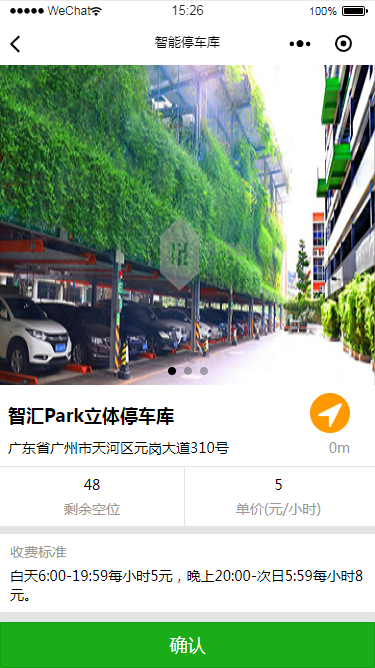 WeChat 15:26 100%
智能停车库
智汇Park立体停车库
广东省广州市天河区元岗大道310号 0m
48 5
剩余空位 单价(元/小时)
收费标准
白天6:00-19:59每小时5元，晚上20:00-次日5:59每小时8
元。
确认